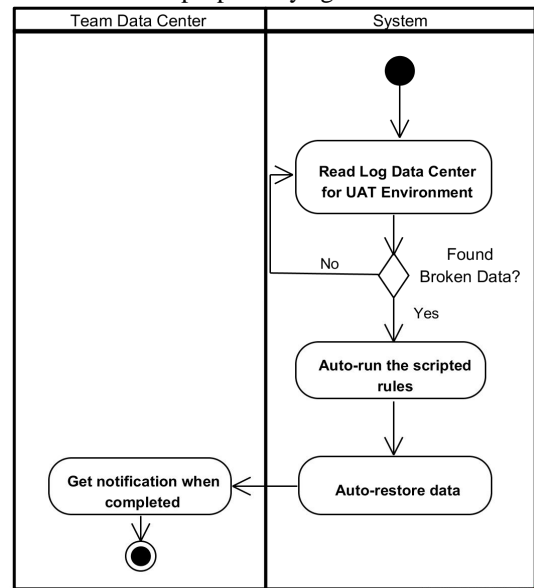 Team Data Center
System
Read Log Data Center
for UAT Environment
Found
Broken Data?
No
Yes
Auto-run the scripted
rules
Get notification when
completed
Auto-restore data